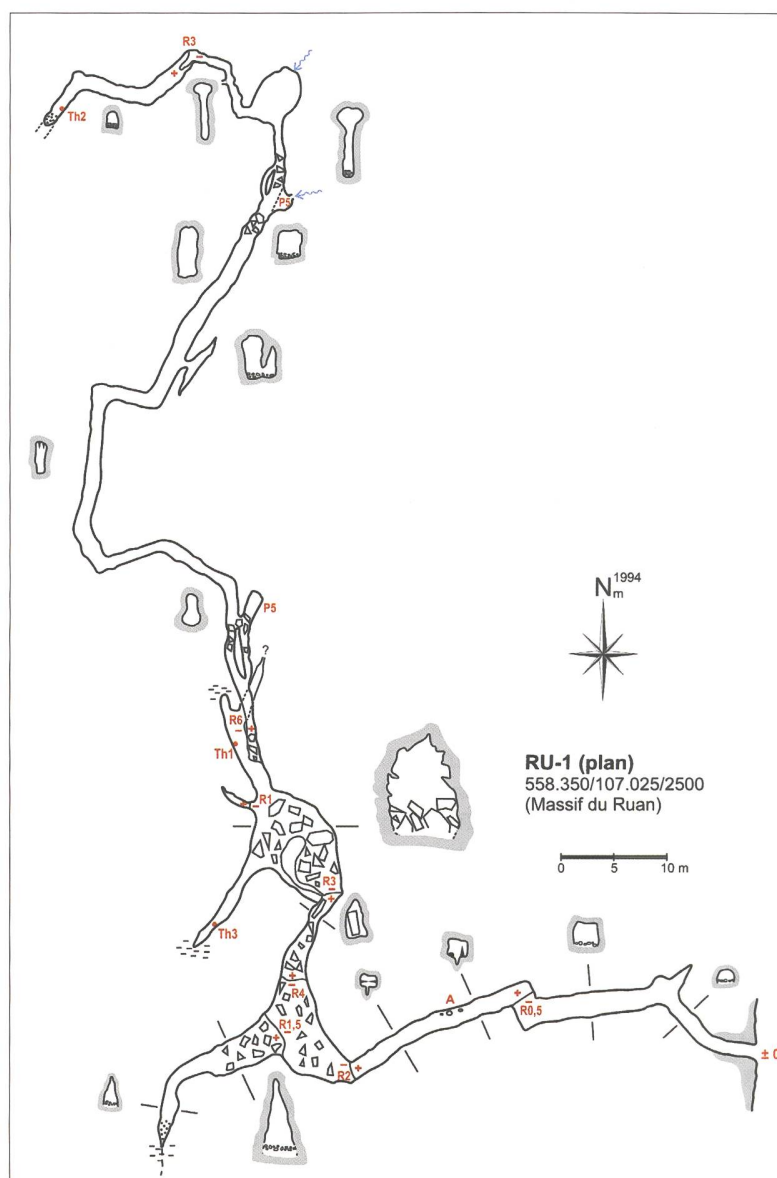 R3
Th2
P5
P5
?
R6
Th1
R1
R3
Th3
R4
R1,5
R2
A
R0,5
± 0
N m 1994
RU-1 (plan)
558.350/107.025/2500
(Massif du Ruan)
0 5 10 m